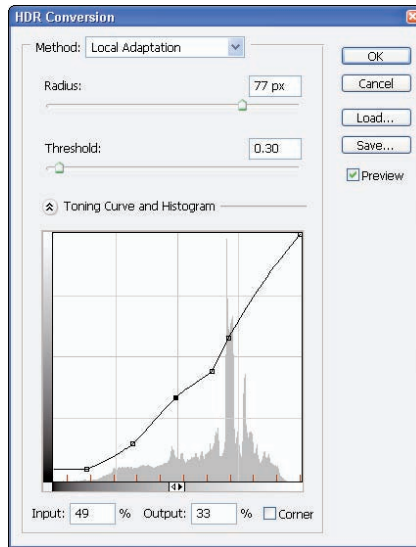 HDR Conversion
Method: Local Adaptation
OK
Cancel
Radius: 77 px
Load...
Save...
Threshold: 0.30
Preview
Toning Curve and Histogram
Input: 49 % Output: 33 % Corner